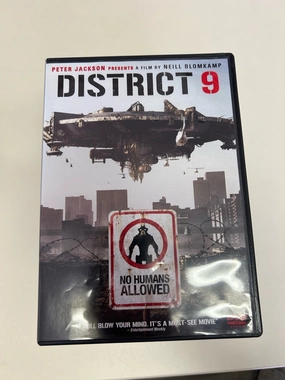 PETER JACKSON PRESENTS A FILM BY NEILL BLOMKAMP
DISTRICT 9
NO HUMANS
ALLOWED
LL BLOW YOUR MIND. IT'S A MUST-SEE MOVIE"
– Entertainment Weekly